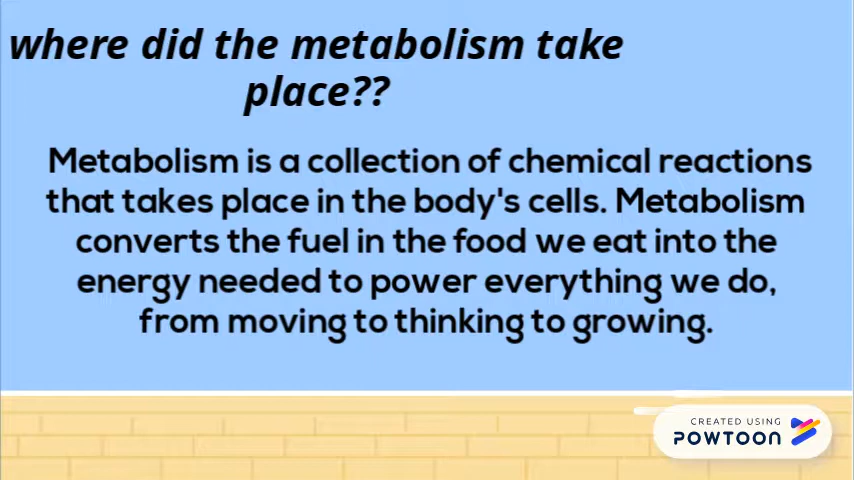 where did the metabolism take
place??
Metabolism is a collection of chemical reactions
that takes place in the body's cells. Metabolism
converts the fuel in the food we eat into the
energy needed to power everything we do,
from moving to thinking to growing.
CREATED USING
POWTOON